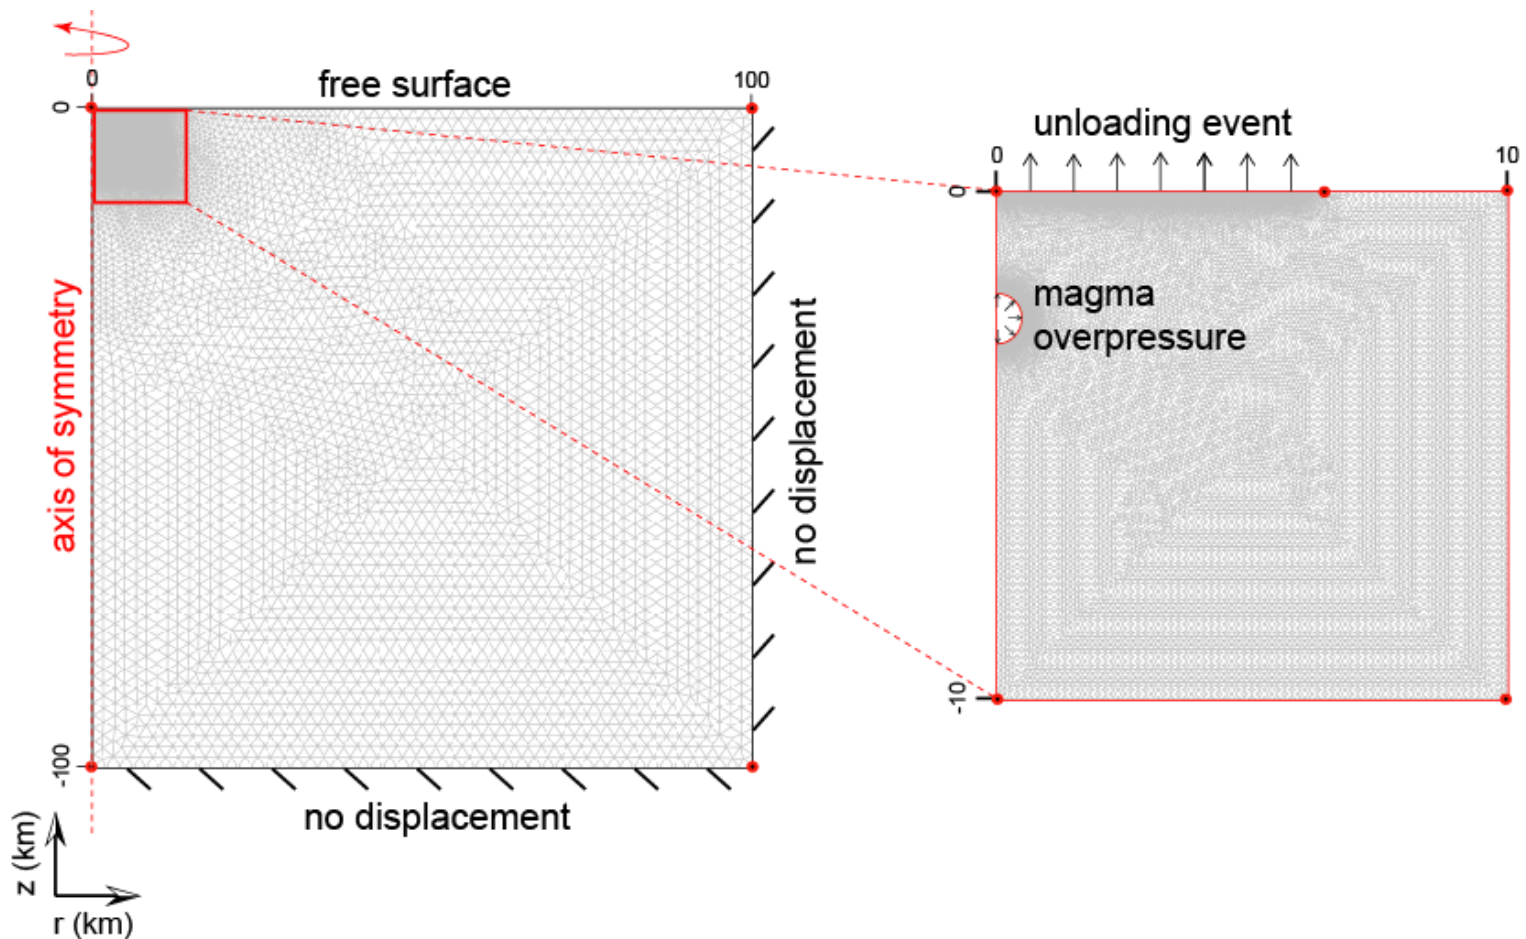 0
free surface
100
0
axis of symmetry
no displacement
-100
no displacement
z (km)
r (km)
unloading event
0
10
0
magma
overpressure
-10